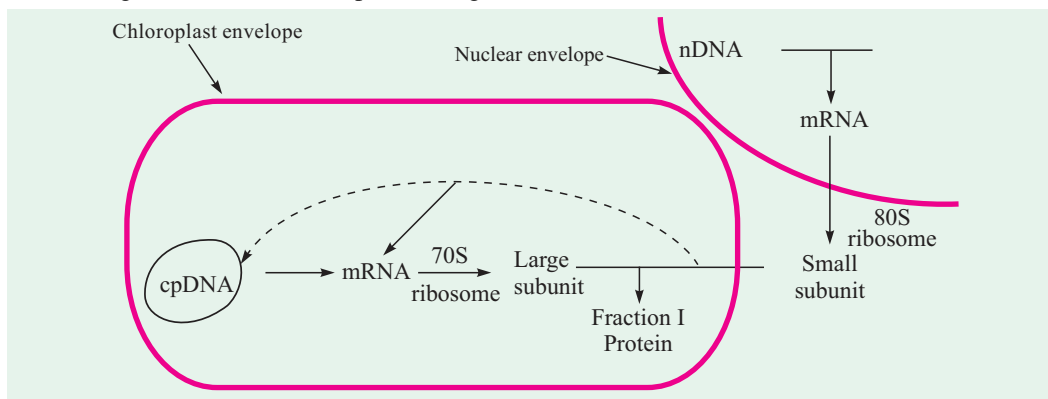 Chloroplast envelope
Nuclear envelope
nDNA
mRNA
80S
ribosome
Small
subunit
cpDNA
mRNA
70S
ribosome
Large
subunit
Fraction I
Protein